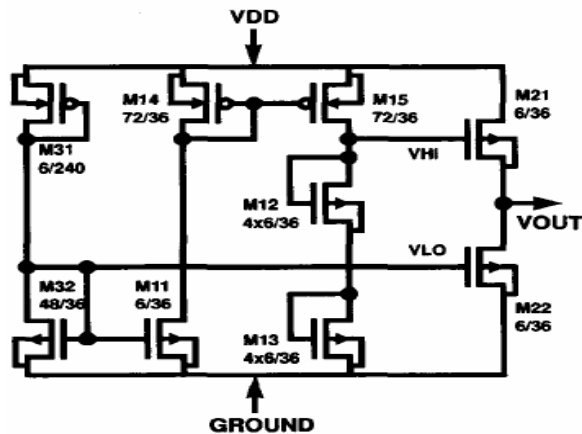 VDD
M14
72/36
M15
72/36
M21
6/36
M31
6/240
VHI
M12
4x6/36
VOUT
VLO
M32
48/36
M11
6/36
M13
4x6/36
M22
6/36
GROUND